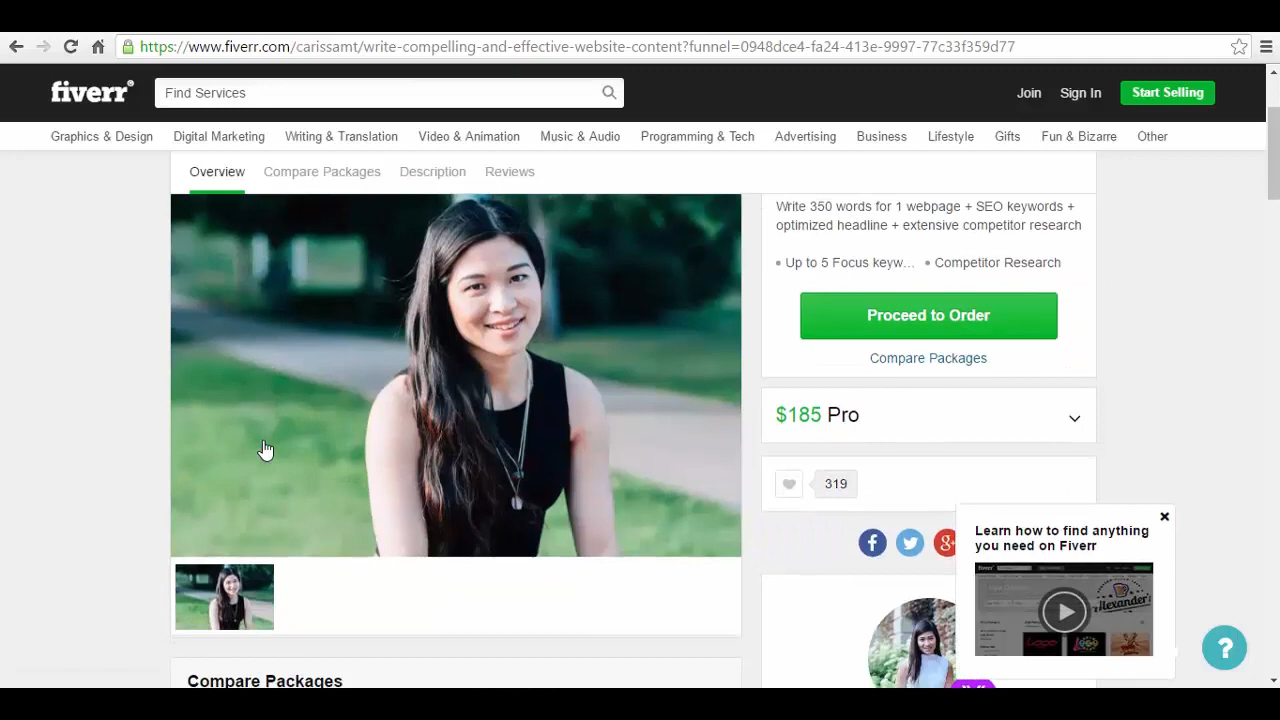 https://www.fiverr.com/carissamt/write-compelling-and-effective-website-content?funnel=0948dce4-fa24-413e-9997-77c33f359d77
fiverr
Find Services
Join
Sign In
Start Selling
Graphics & Design
Digital Marketing
Writing & Translation
Video & Animation
Music & Audio
Programming & Tech
Advertising
Business
Lifestyle
Gifts
Fun & Bizarre
Other
Overview
Compare Packages
Description
Reviews
Write 350 words for 1 webpage + SEO keywords +
optimized headline + extensive competitor research
• Up to 5 Focus keyw...
• Competitor Research
Proceed to Order
Compare Packages
$185 Pro
319
Learn how to find anything
you need on Fiverr
?
Compare Packages